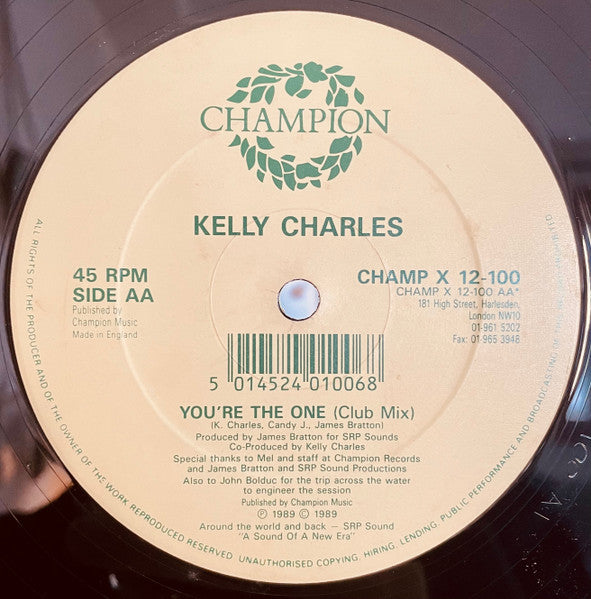 CHAMPION
KELLY CHARLES
45 RPM
SIDE AA
Published by
Champion Music
Made in England
CHAMP X 12-100
CHAMP X 12-100 AA*
181 High Street, Harlesden,
London NW10
01-961 5202
Fax: 01-965 3948
5 014524 010068
YOU'RE THE ONE (Club Mix)
(K. Charles, Candy J., James Bratton)
Produced by James Bratton for SRP Sounds
Co-Produced by Kelly Charles
Special thanks to Mel and staff at Champion Records
and James Bratton and SRP Sound Productions
Also to John Bolduc for the trip across the water
to engineer the session
Published by Champion Music
℗ 1989 © 1989
Around the world and back – SRP Sound
"A Sound Of A New Era"
ALL RIGHTS OF THE PRODUCER AND OF THE OWNER OF THE WORK REPRODUCED RESERVED. UNAUTHORISED COPYING, HIRING, LENDING, PUBLIC PERFORMANCE AND BROADCASTING OF